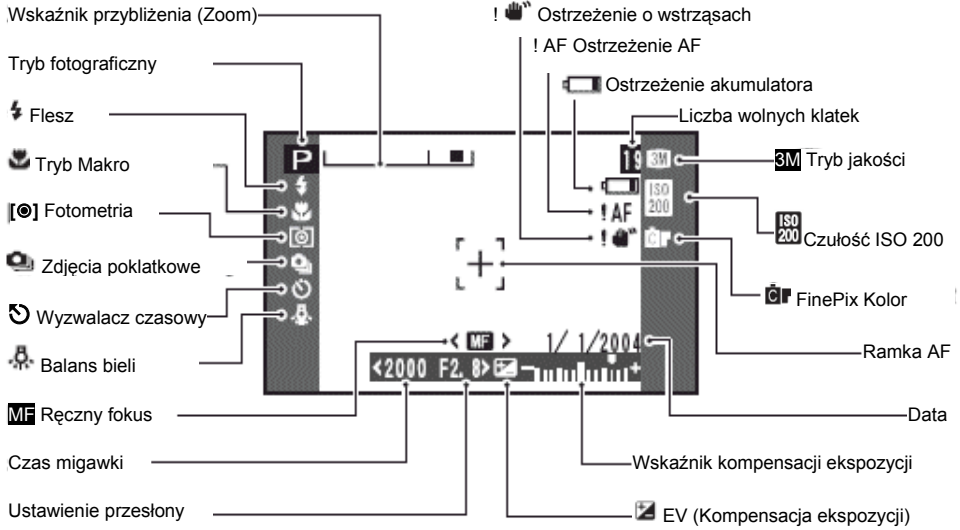 Wskaźnik przybliżenia (Zoom)
! Ostrzeżenie o wstrząsach
! AF Ostrzeżenie AF
Tryb fotograficzny
Ostrzeżenie akumulatora
Flesz
Liczba wolnych klatek
P
19
3M
3M Tryb jakości
Tryb Makro
ISO
200
! AF
Fotometria
!
ISO
200 Czułość ISO 200
Zdjęcia poklatkowe
FinePix Kolor
Wyzwalacz czasowy
< MF > 1/ 1/2004
Ramka AF
Balans bieli
<2000 F2.8> - +
MF Ręczny fokus
Data
Czas migawki
Wskaźnik kompensacji ekspozycji
Ustawienie przesłony
EV (Kompensacja ekspozycji)